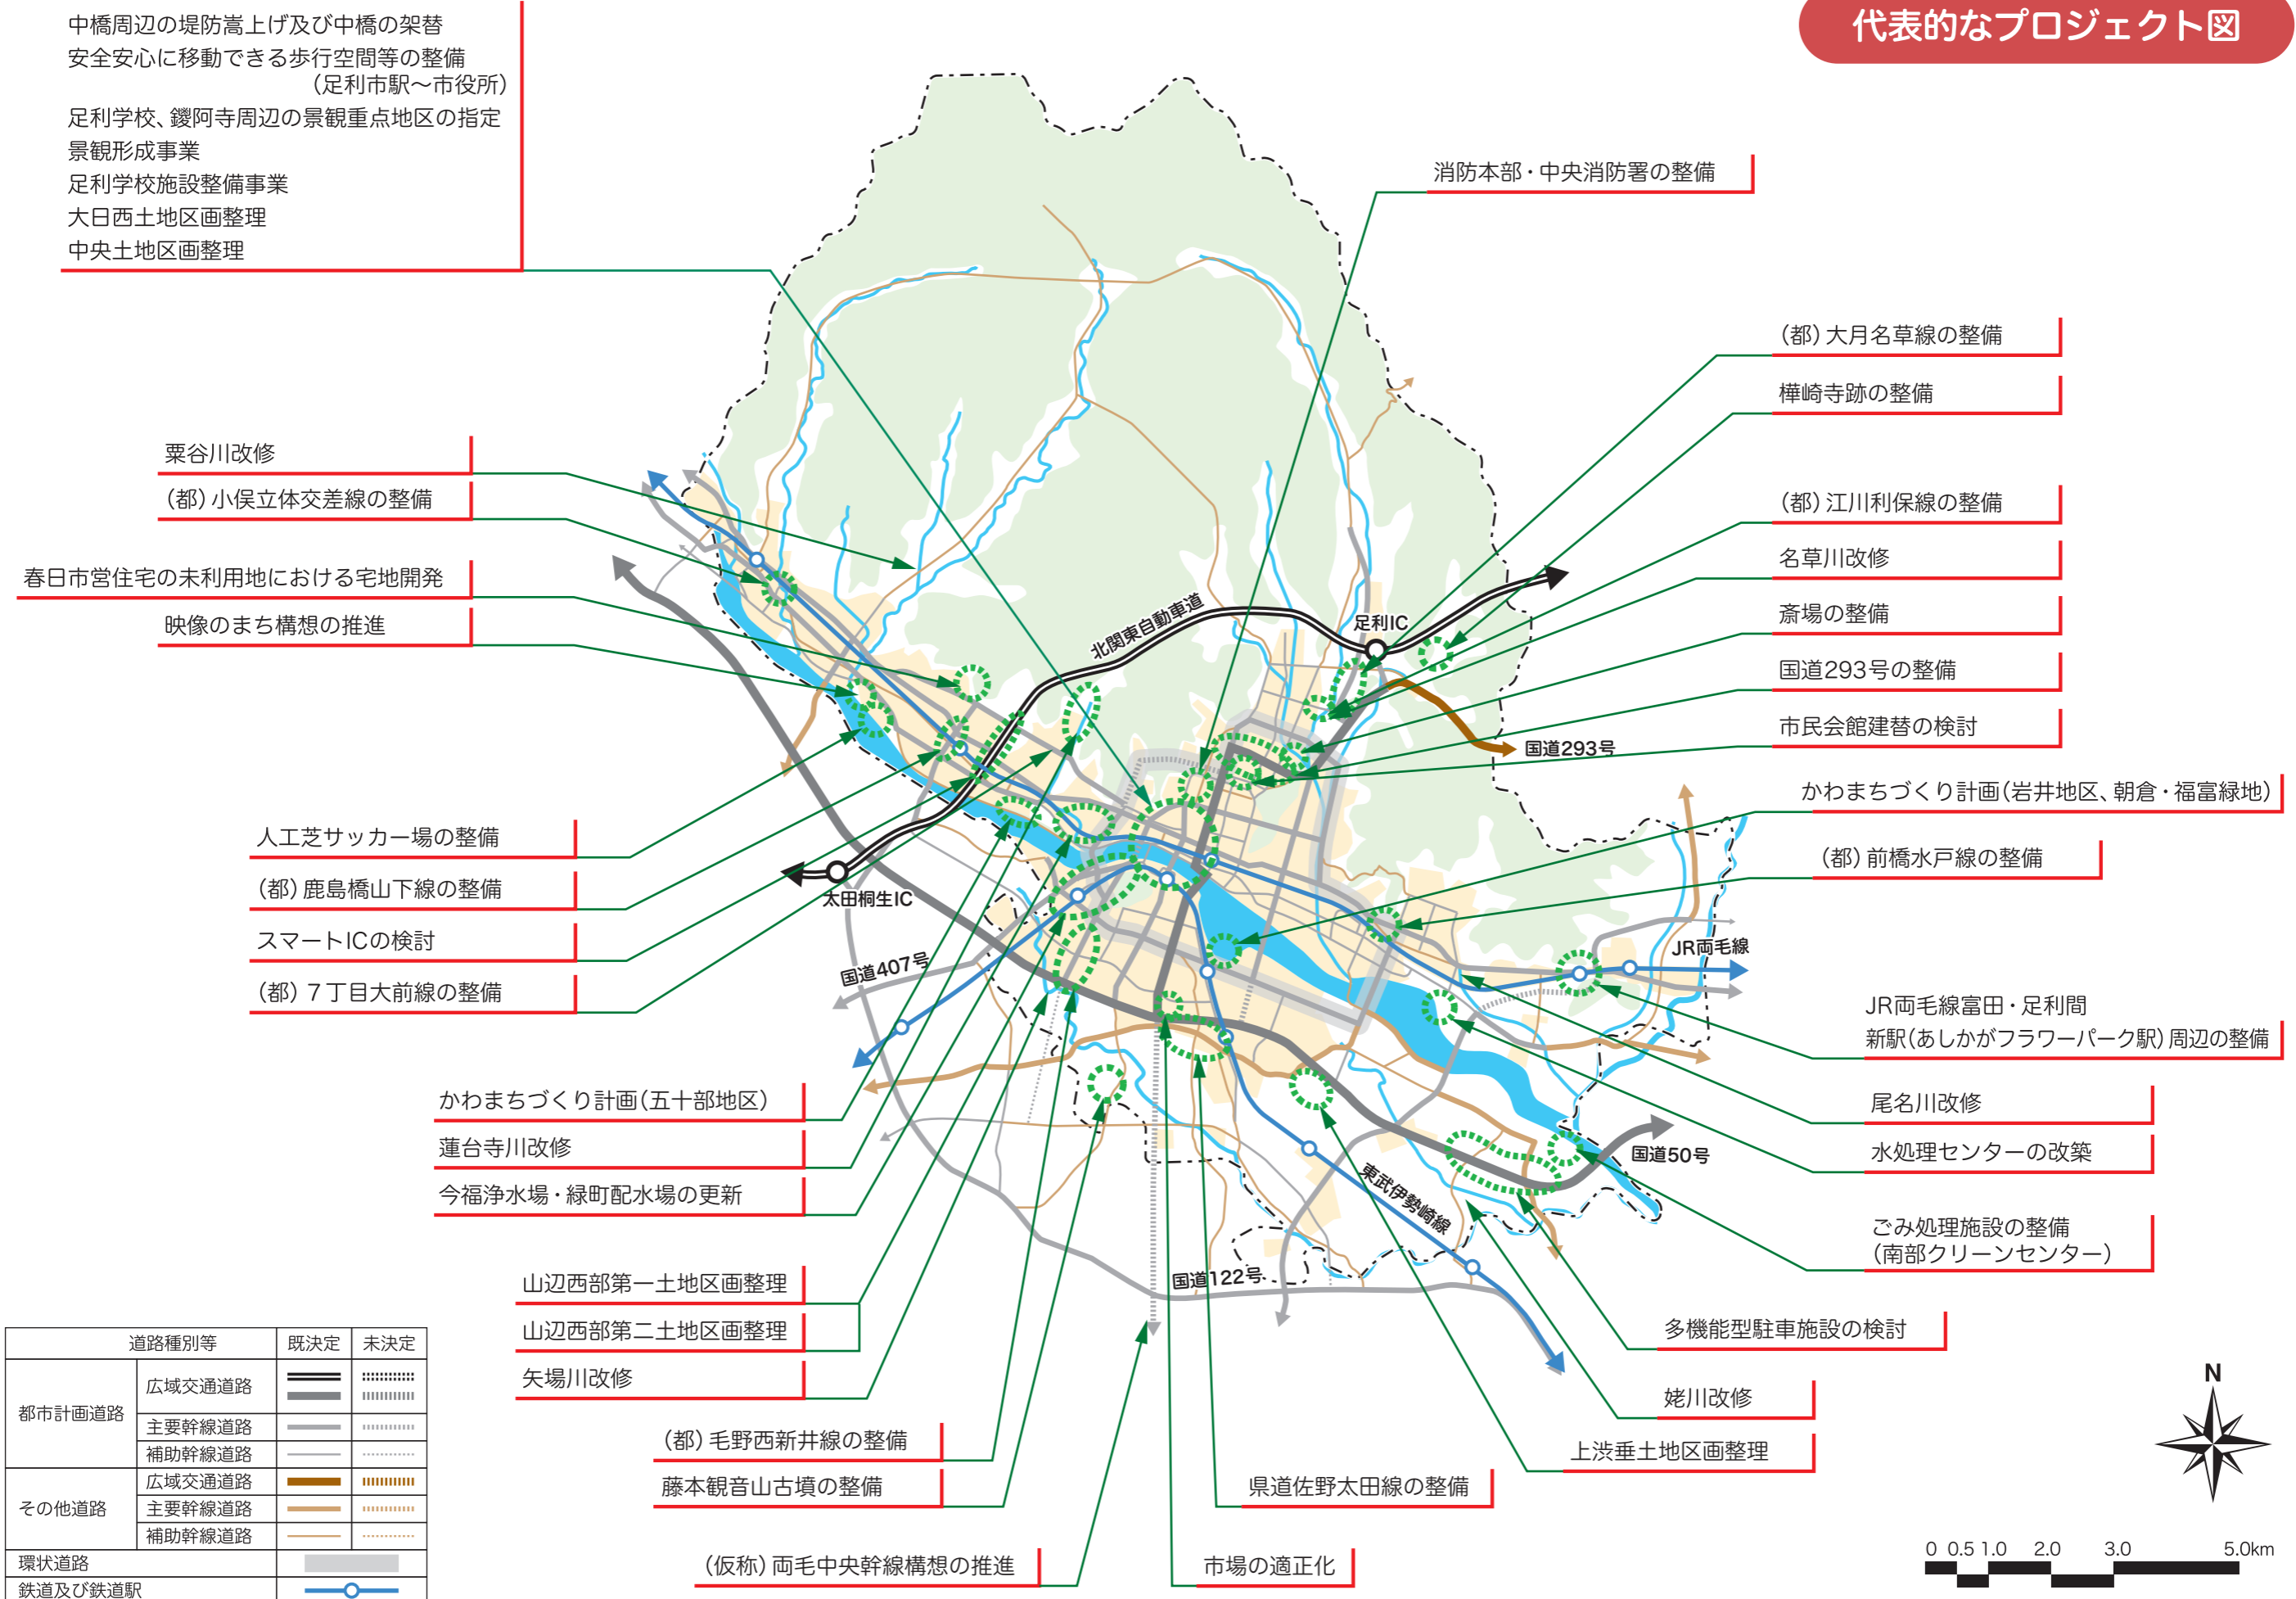 代表的なプロジェクト図
中橋周辺の堤防嵩上げ及び中橋の架替
安全安心に移動できる歩行空間等の整備
（足利市駅～市役所）
足利学校、鑁阿寺周辺の景観重点地区の指定
景観形成事業
足利学校施設整備事業
大日西土地区画整理
中央土地区画整理
消防本部・中央消防署の整備
（都）大月名草線の整備
樺崎寺跡の整備
（都）江川利保線の整備
名草川改修
斎場の整備
国道293号の整備
市民会館建替の検討
かわまちづくり計画（岩井地区、朝倉・福富緑地）
（都）前橋水戸線の整備
JR両毛線富田・足利間
新駅（あしかがフラワーパーク駅）周辺の整備
尾名川改修
水処理センターの改築
ごみ処理施設の整備
（南部クリーンセンター）
多機能型駐車施設の検討
姥川改修
上渋垂土地区画整理
県道佐野太田線の整備
市場の適正化
粟谷川改修
（都）小俣立体交差線の整備
春日市営住宅の未利用地における宅地開発
映像のまち構想の推進
人工芝サッカー場の整備
（都）鹿島橋山下線の整備
スマートICの検討
（都）７丁目大前線の整備
かわまちづくり計画（五十部地区）
蓮台寺川改修
今福浄水場・緑町配水場の更新
山辺西部第一土地区画整理
山辺西部第二土地区画整理
矢場川改修
（都）毛野西新井線の整備
藤本観音山古墳の整備
（仮称）両毛中央幹線構想の推進
北関東自動車道
足利IC
国道293号
太田桐生IC
国道407号
JR両毛線
国道50号
東武伊勢崎線
国道122号
道路種別等 既決定 未決定
都市計画道路
広域交通道路
主要幹線道路
補助幹線道路
その他道路
広域交通道路
主要幹線道路
補助幹線道路
環状道路
鉄道及び鉄道駅
N
0 0.5 1.0 2.0 3.0 5.0km